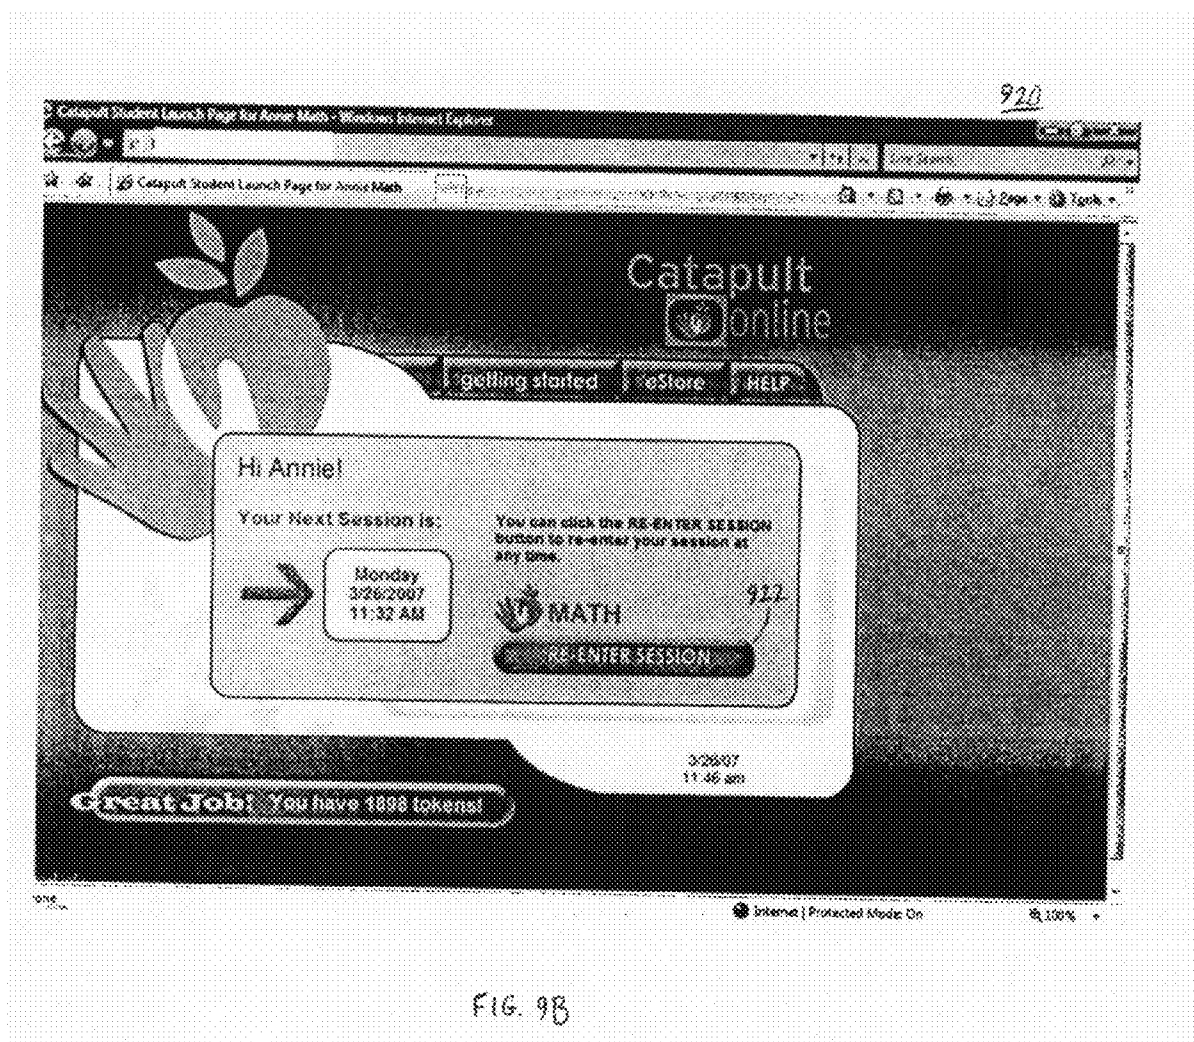 920
Catapult Student Launch Page for Annie Math - Windows Internet Explorer
Live Search
Catapult Student Launch Page for Annie Math
Page Tools
Catapult
online
getting started eStore HELP
Hi Annie!
Your Next Session is:
Monday
3/26/2007
11:32 AM
You can click the RE-ENTER SESSION
button to re-enter your session at
any time.
MATH
922
RE-ENTER SESSION
3/26/07
11:46 am
Great Job! You have 1898 tokens!
Internet | Protected Mode: On
100%
FIG. 9B